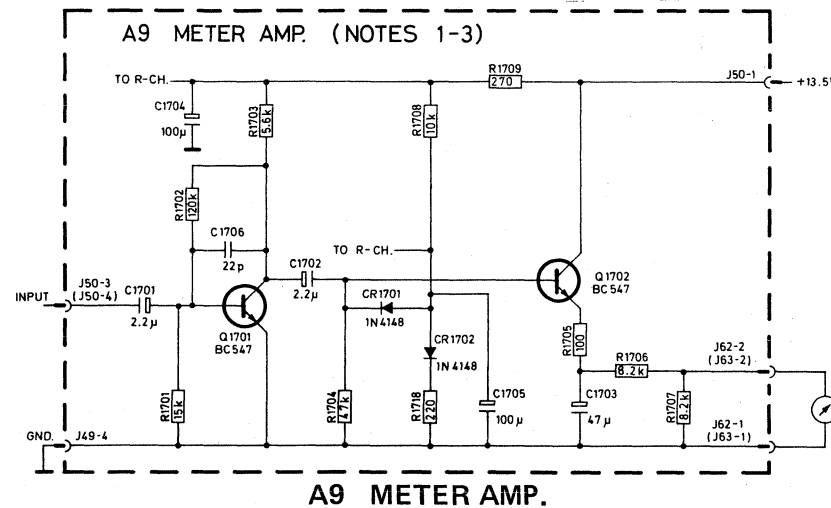 A9 METER AMP. (NOTES 1-3)
TO R-CH.
R1709
270
J50-1
+13.5V
C1704
100µ
R1703
5.6k
R1708
10k
R1702
120k
C1706
22p
TO R-CH.
C1702
2.2µ
Q1702
BC547
INPUT
J50-3
(J50-4)
C1701
2.2µ
CR1701
1N4148
Q1701
BC547
CR1702
1N4148
R1705
100
R1706
8.2k
J62-2
(J63-2)
R1701
15k
R1704
47k
R1718
220
C1705
100µ
C1703
47µ
R1707
8.2k
GND.
J49-4
J62-1
(J63-1)
A9 METER AMP.